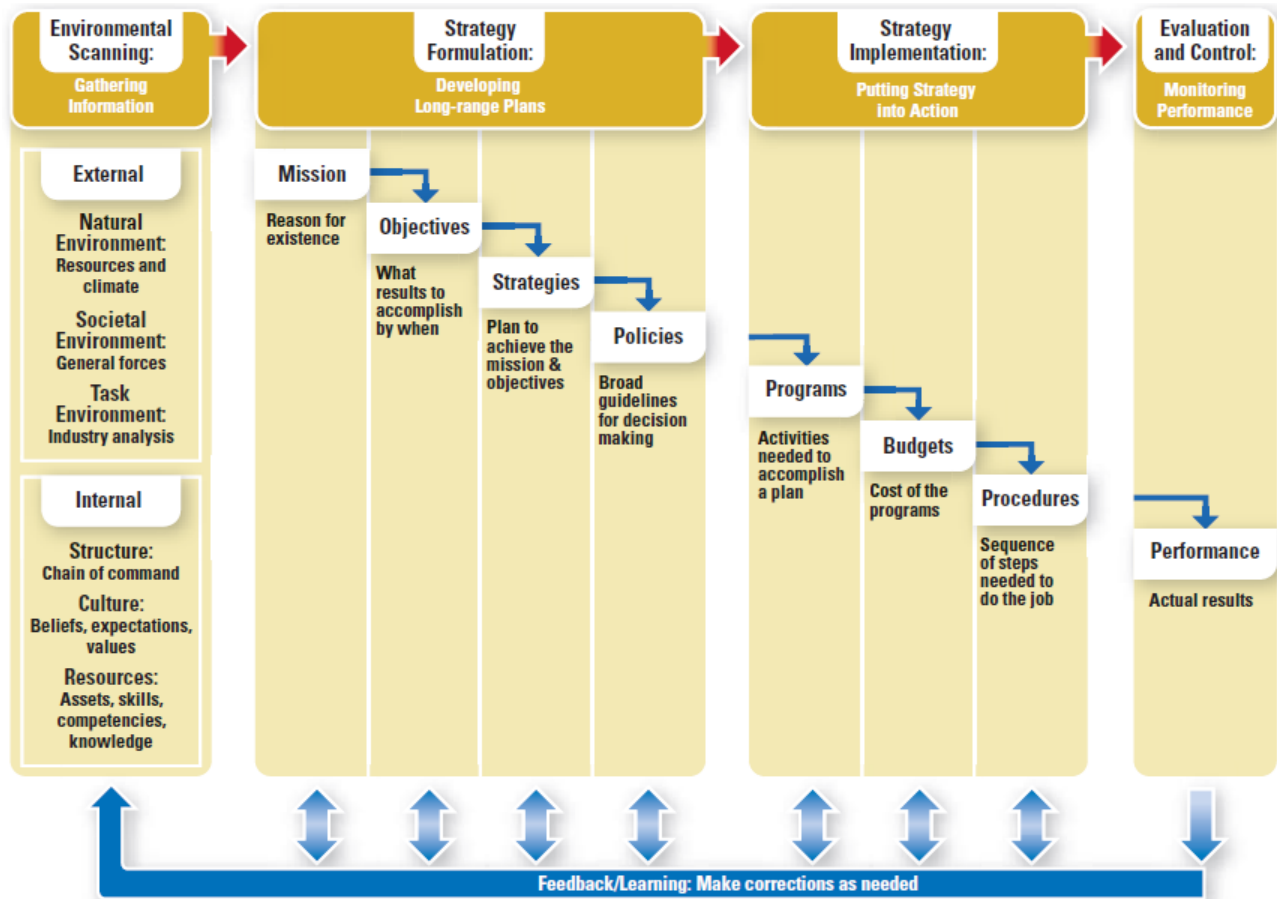 Environmental
Scanning:
Gathering
Information
Strategy
Formulation:
Developing
Long-range Plans
Strategy
Implementation:
Putting Strategy
into Action
Evaluation
and Control:
Monitoring
Performance
External
Natural
Environment:
Resources and
climate
Societal
Environment:
General forces
Task
Environment:
Industry analysis
Internal
Structure:
Chain of command
Culture:
Beliefs, expectations,
values
Resources:
Assets, skills,
competencies,
knowledge
Mission
Reason for
existence
Objectives
What
results to
accomplish
by when
Strategies
Plan to
achieve the
mission &
objectives
Policies
Broad
guidelines
for decision
making
Programs
Activities
needed to
accomplish
a plan
Budgets
Cost of the
programs
Procedures
Sequence
of steps
needed to
do the job
Performance
Actual results
Feedback/Learning: Make corrections as needed